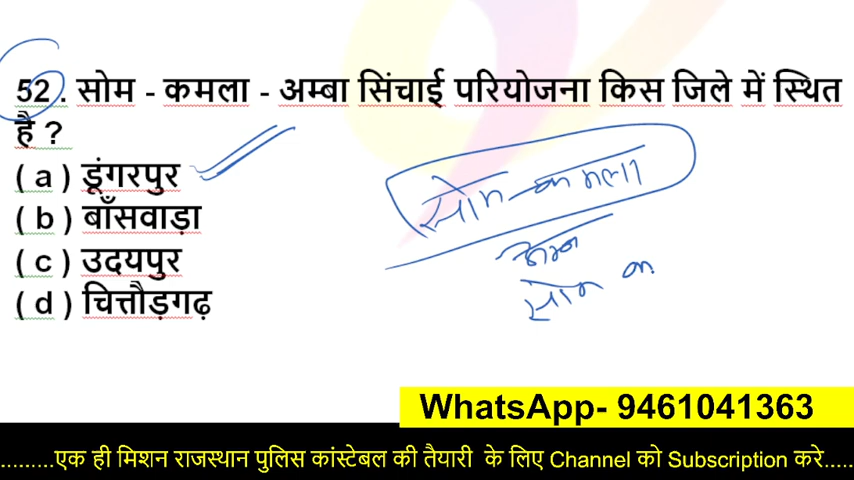 52. सोम - कमला - अम्बा सिंचाई परियोजना किस जिले में स्थित
है ?
( a ) डूंगरपुर
( b ) बाँसवाड़ा
( c ) उदयपुर
( d ) चित्तौड़गढ़
सोम कमला
सोम क
WhatsApp- 9461041363
.........एक ही मिशन राजस्थान पुलिस कांस्टेबल की तैयारी के लिए Channel को Subscription करे.....